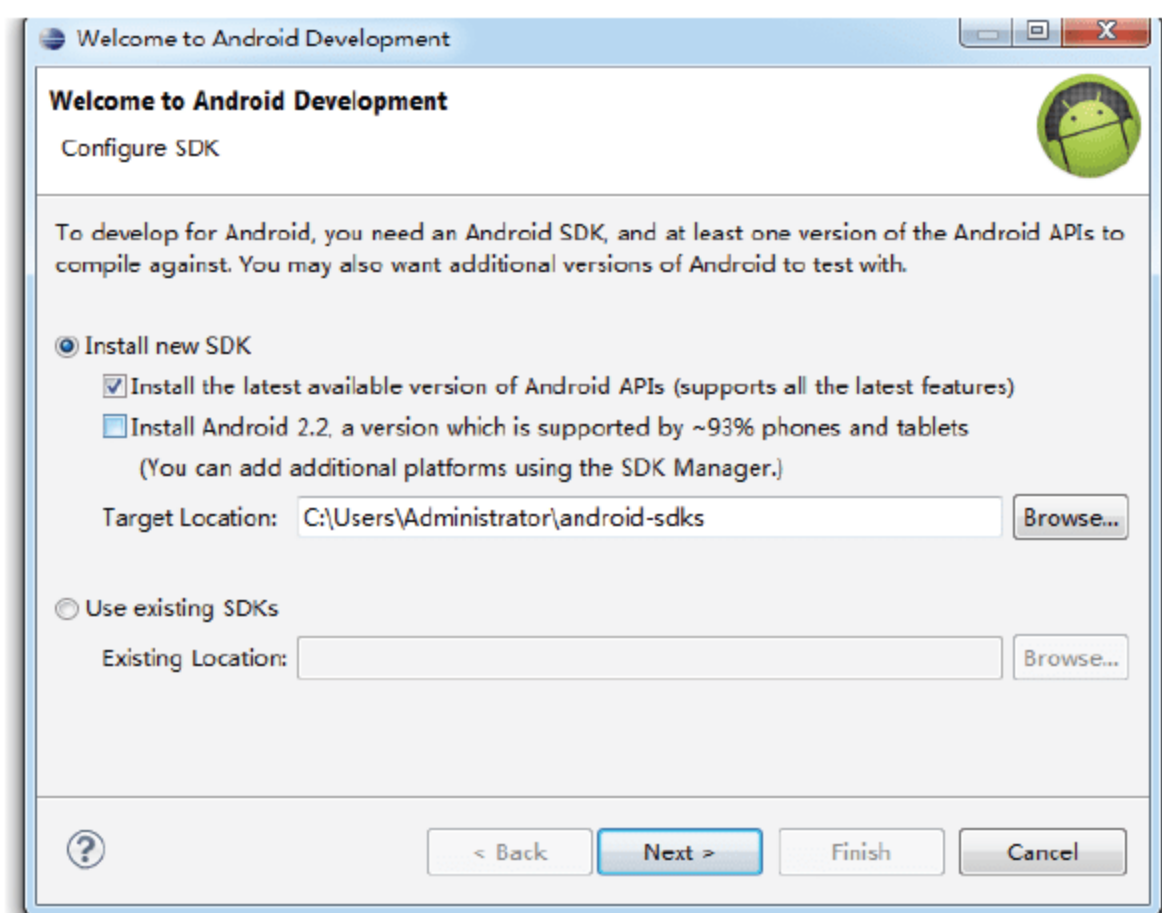 Welcome to Android Development
Welcome to Android Development
Configure SDK
To develop for Android, you need an Android SDK, and at least one version of the Android APIs to
compile against. You may also want additional versions of Android to test with.
Install new SDK
Install the latest available version of Android APIs (supports all the latest features)
Install Android 2.2, a version which is supported by ~93% phones and tablets
(You can add additional platforms using the SDK Manager.)
Target Location: C:\Users\Administrator\android-sdks Browse...
Use existing SDKs
Existing Location: Browse...
? < Back Next > Finish Cancel